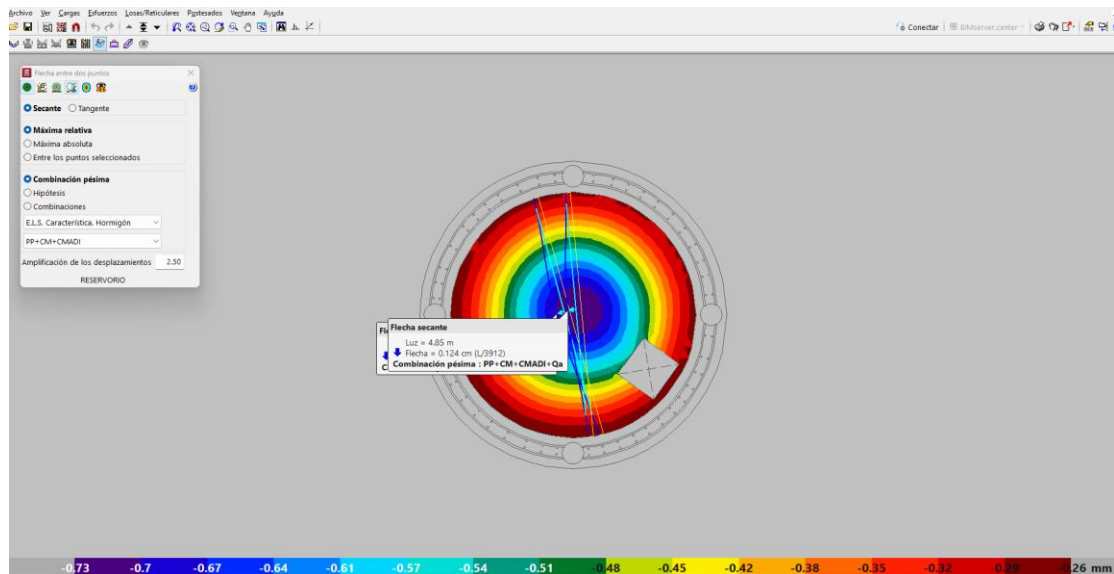 Archivo Ver Cargas Esfuerzos Losas/Reticulares Postesados Ventana Ayuda
Conectar BIMserver.center
Flecha entre dos puntos
Secante Tangente
Máxima relativa
Máxima absoluta
Entre los puntos seleccionados
Combinación pésima
Hipótesis
Combinaciones
E.L.S. Característica. Hormigón
PP+CM+CMADI
Amplificación de los desplazamientos 2.50
RESERVORIO
Flecha secante
Luz = 4.85 m
Flecha = 0.124 cm (L/3912)
Combinación pésima : PP+CM+CMADI+Qa
-0.73 -0.7 -0.67 -0.64 -0.61 -0.57 -0.54 -0.51 -0.48 -0.45 -0.42 -0.38 -0.35 -0.32 -0.29 -0.26 mm